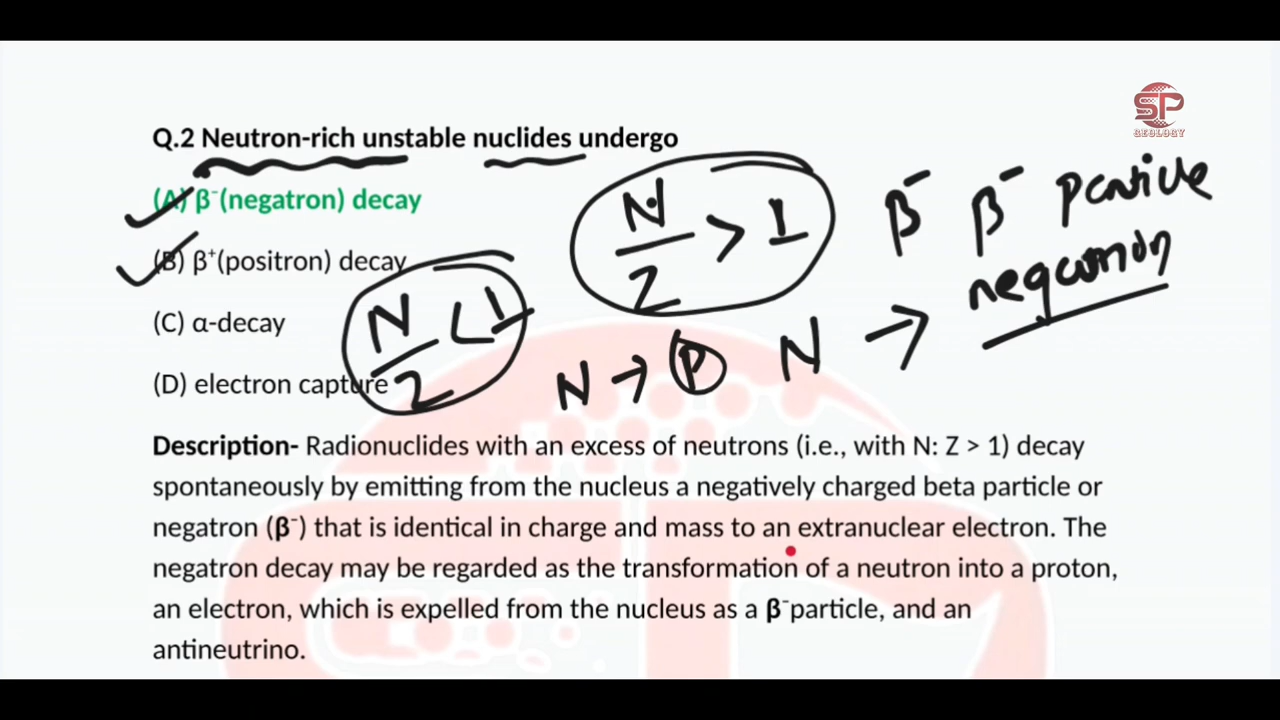 SP
GEOLOGY
Q.2 Neutron-rich unstable nuclides undergo
(A) β⁻(negatron) decay
(B) β⁺(positron) decay
(C) α-decay
(D) electron capture
N/Z > 1
β⁻ β⁻ particle
negatron
N/Z < 1
N → P
N →
Description- Radionuclides with an excess of neutrons (i.e., with N: Z > 1) decay
spontaneously by emitting from the nucleus a negatively charged beta particle or
negatron (β⁻) that is identical in charge and mass to an extranuclear electron. The
negatron decay may be regarded as the transformation of a neutron into a proton,
an electron, which is expelled from the nucleus as a β⁻particle, and an
antineutrino.